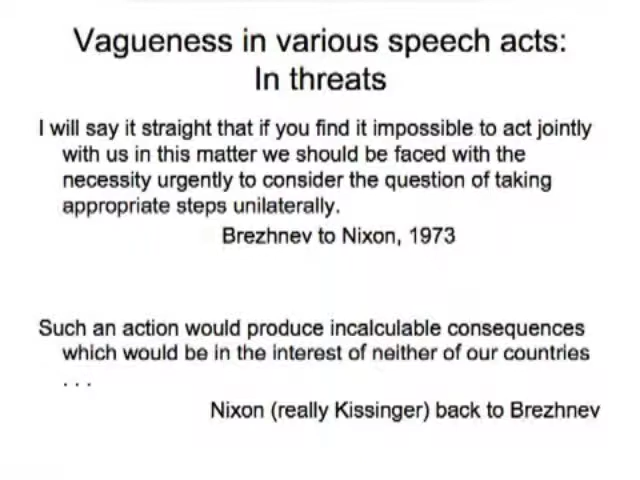 Vagueness in various speech acts:
In threats
I will say it straight that if you find it impossible to act jointly
with us in this matter we should be faced with the
necessity urgently to consider the question of taking
appropriate steps unilaterally.
Brezhnev to Nixon, 1973
Such an action would produce incalculable consequences
which would be in the interest of neither of our countries
. . .
Nixon (really Kissinger) back to Brezhnev